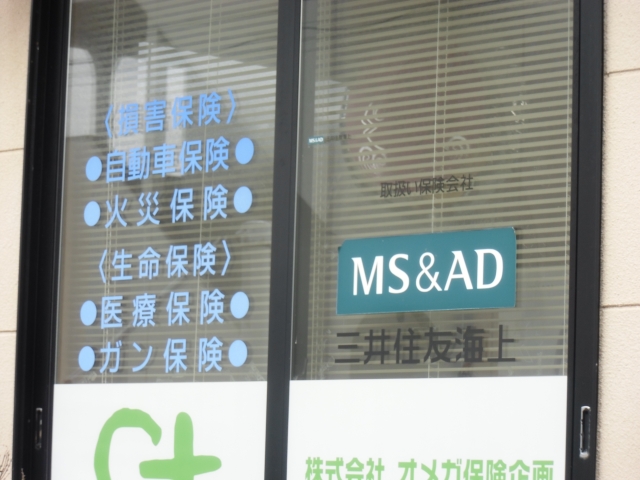 〈損害保険〉
●自動車保険●
●火災保険●
〈生命保険〉
●医療保険●
●ガン保険●
取扱い保険会社
MS&AD
三井住友海上
株式会社 オメガ保険企画